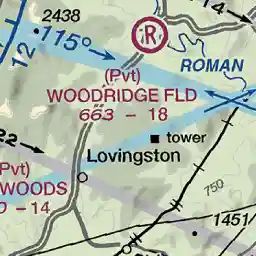 2438
12
115°
R
ROMAN
(Pvt)
WOODRIDGE FLD
663 - 18
22
tower
Lovingston
Pvt)
WOODS
- 14
750
1451/